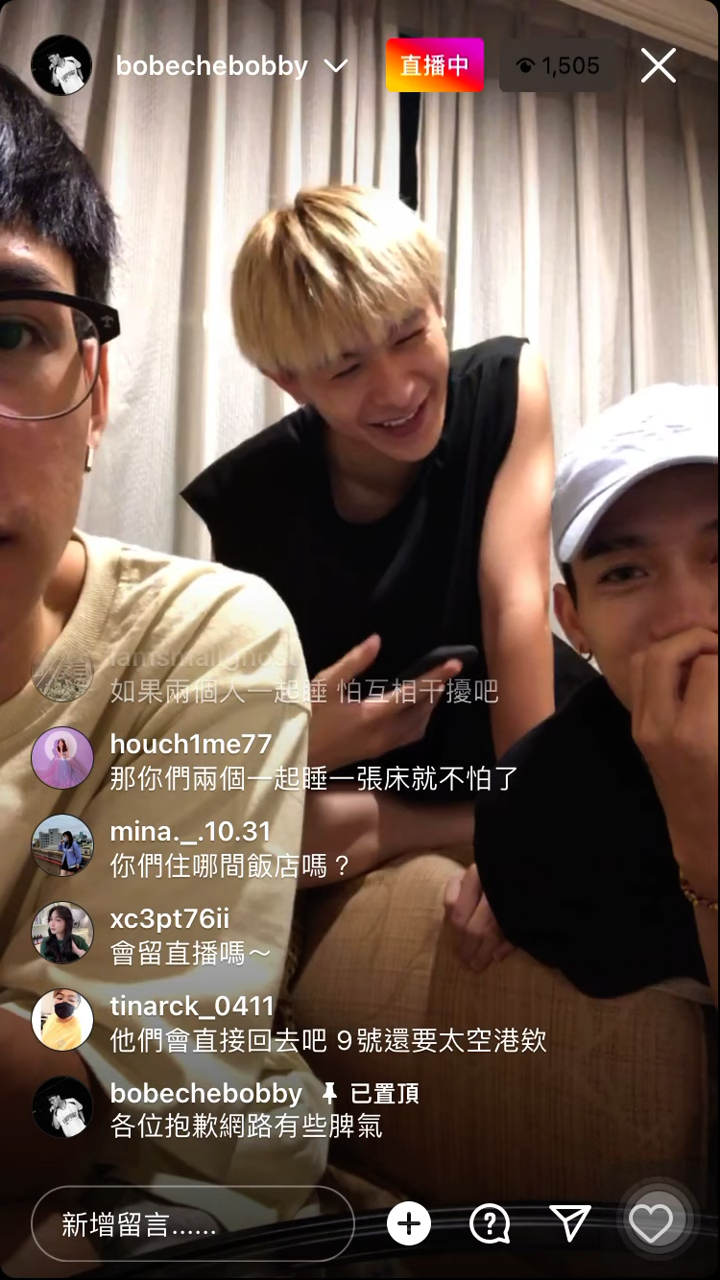 bobechebobby
直播中
1,505
iamsmallghost
如果兩個人一起睡 怕互相干擾吧
houch1me77
那你們兩個一起睡一張床就不怕了
mina._.10.31
你們住哪間飯店嗎？
xc3pt76ii
會留直播嗎～
tinarck_0411
他們會直接回去吧 9號還要太空港欸
bobechebobby 已置頂
各位抱歉網路有些脾氣
新增留言......